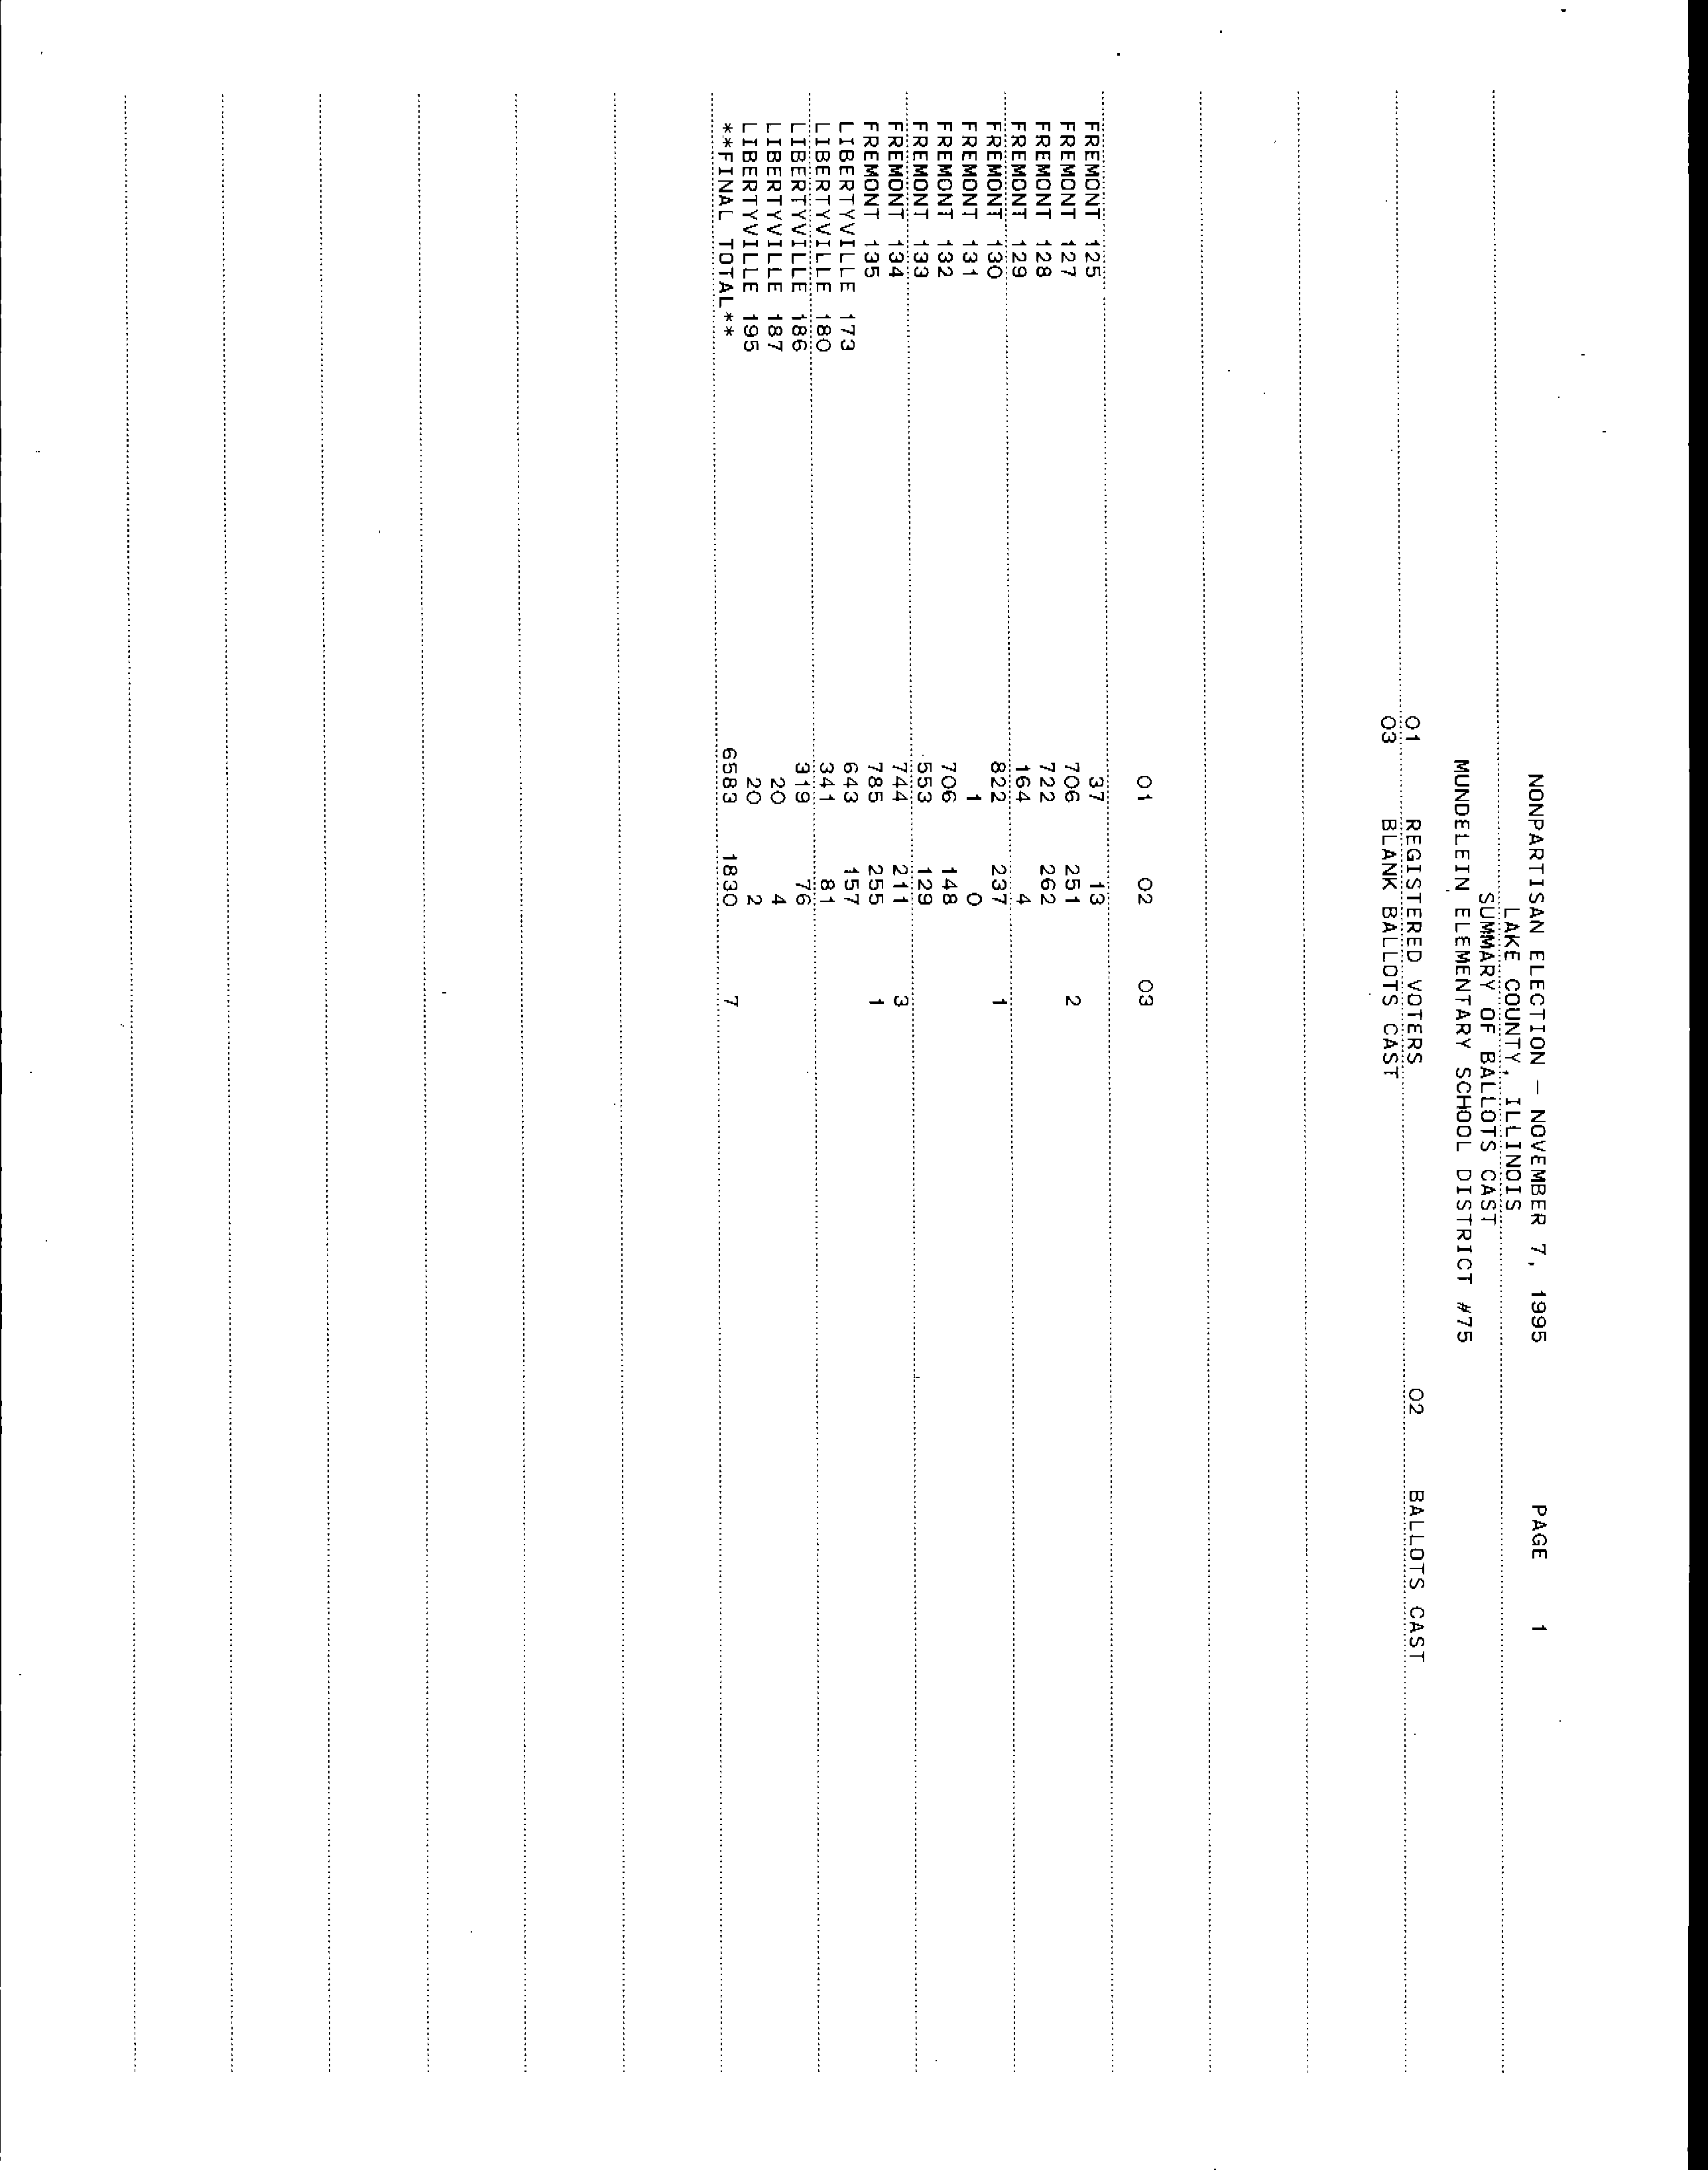 NONPARTISAN ELECTION - NOVEMBER 7, 1995 PAGE 1
LAKE COUNTY, ILLINOIS
SUMMARY OF BALLOTS CAST
MUNDELEIN ELEMENTARY SCHOOL DISTRICT #75
01 REGISTERED VOTERS 02 BALLOTS CAST
03 BLANK BALLOTS CAST
01 02 03
FREMONT 125 37 13
FREMONT 127 706 251 2
FREMONT 128 722 262
FREMONT 129 164 4
FREMONT 130 822 237 1
FREMONT 131 1 0
FREMONT 132 706 148
FREMONT 133 553 129
FREMONT 134 744 211 3
FREMONT 135 785 255 1
LIBERTYVILLE 173 643 157
LIBERTYVILLE 180 341 81
LIBERTYVILLE 186 319 76
LIBERTYVILLE 187 20 4
LIBERTYVILLE 195 20 2
**FINAL TOTAL** 6583 1830 7